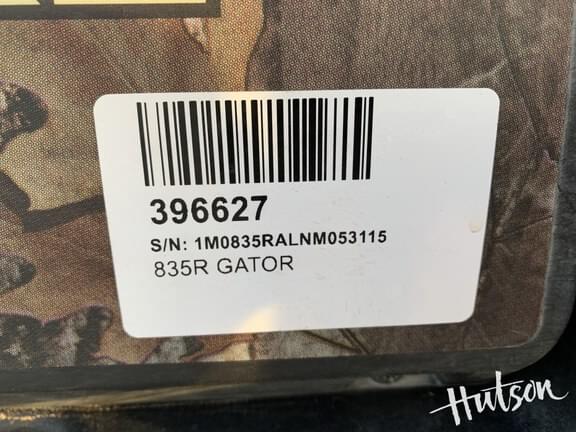 396627
S/N: 1M0835RALNM053115
835R GATOR
Hutson